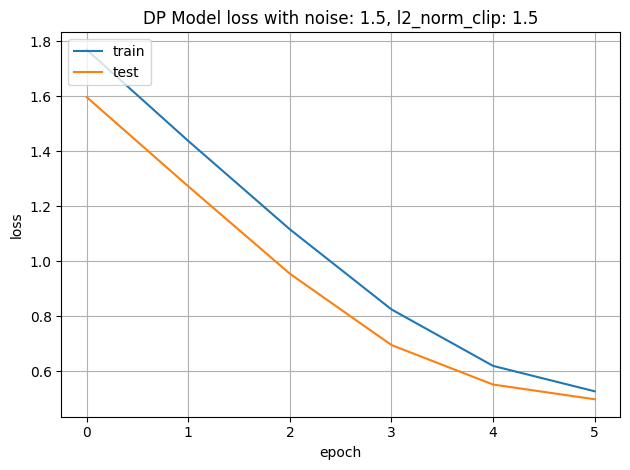 DP Model loss with noise: 1.5, l2_norm_clip: 1.5
train
test
1.8
1.6
1.4
1.2
1.0
0.8
0.6
loss
0 1 2 3 4 5
epoch